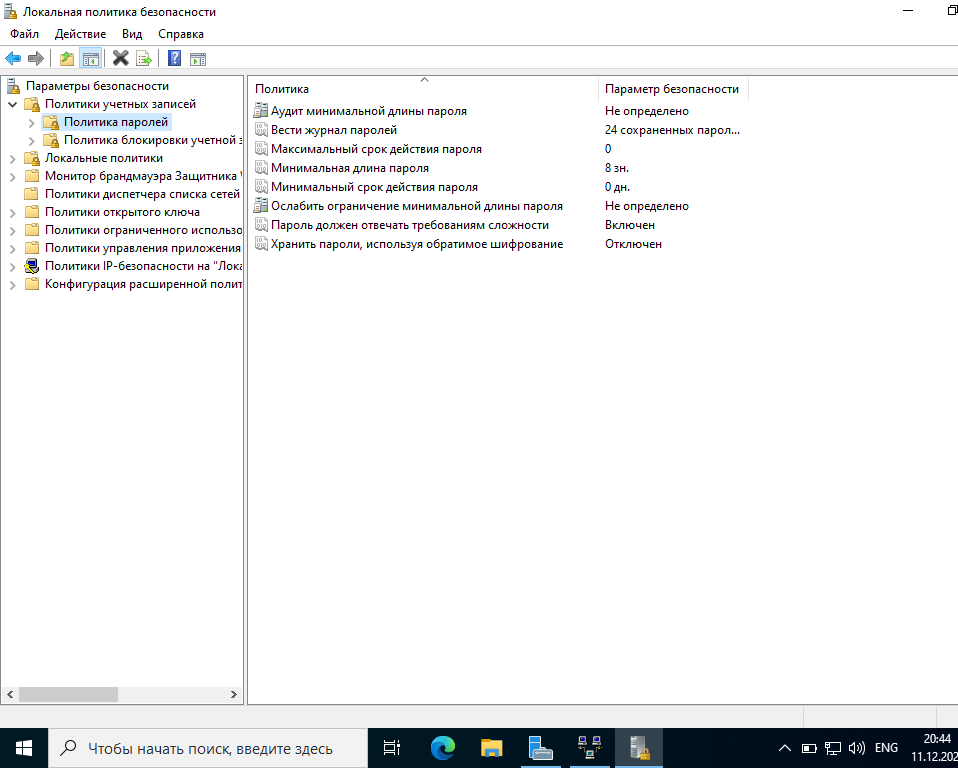 Локальная политика безопасности
Файл Действие Вид Справка
Параметры безопасности
Политики учетных записей
Политика паролей
Политика блокировки учетной з
Локальные политики
Монитор брандмауэра Защитника
Политики диспетчера списка сетей
Политики открытого ключа
Политики ограниченного использо
Политики управления приложения
Политики IP-безопасности на "Лока
Конфигурация расширенной полит
Политика Параметр безопасности
Аудит минимальной длины пароля Не определено
Вести журнал паролей 24 сохраненных парол...
Максимальный срок действия пароля 0
Минимальная длина пароля 8 зн.
Минимальный срок действия пароля 0 дн.
Ослабить ограничение минимальной длины пароля Не определено
Пароль должен отвечать требованиям сложности Включен
Хранить пароли, используя обратимое шифрование Отключен
Чтобы начать поиск, введите здесь
ENG
20:44
11.12.202